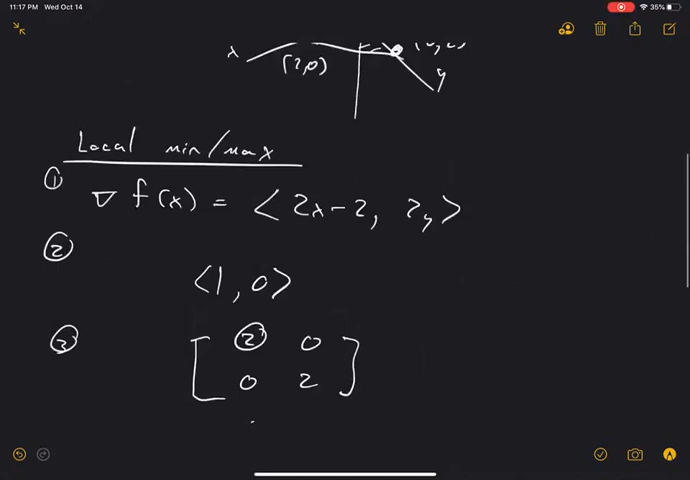 11:17 PM Wed Oct 14 35%
x (2,0) y
Local min/max
① ∇ f(x) = < 2x-2, 2y >
② <1, 0>
③ [ 2 0
0 2 ]